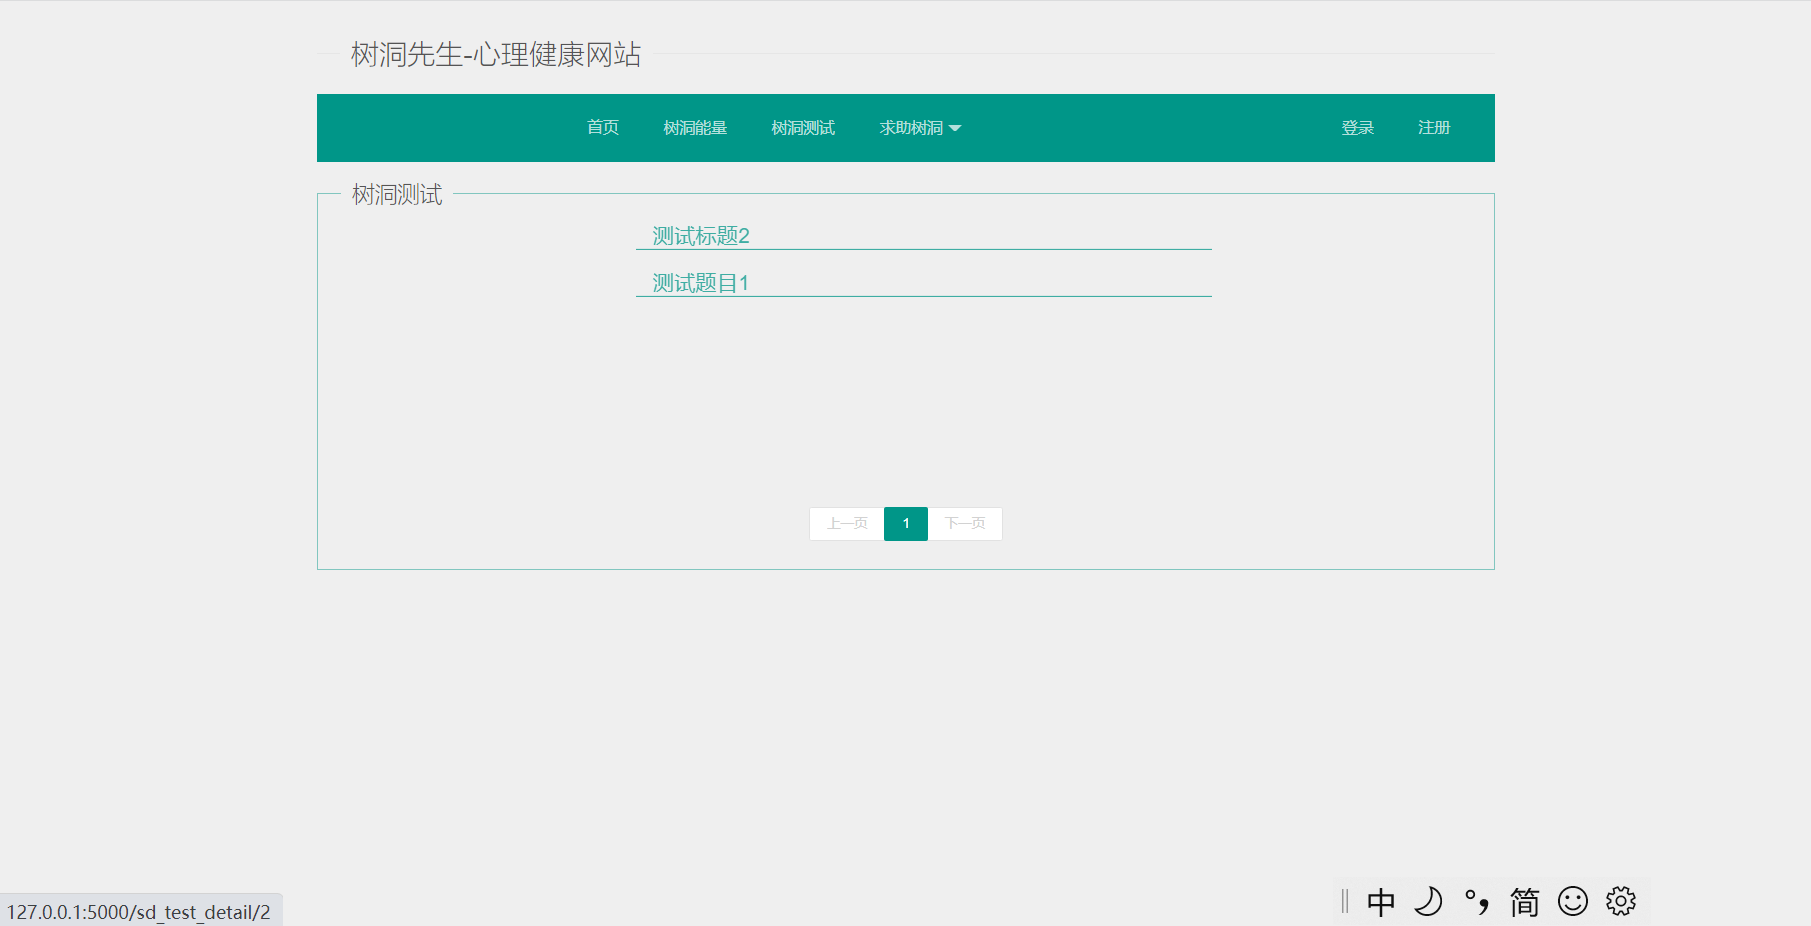 树洞先生-心理健康网站
首页 树洞能量 树洞测试 求助树洞 登录 注册
树洞测试
测试标题2
测试题目1
上一页 1 下一页
127.0.0.1:5000/sd_test_detail/2
中 °, 简